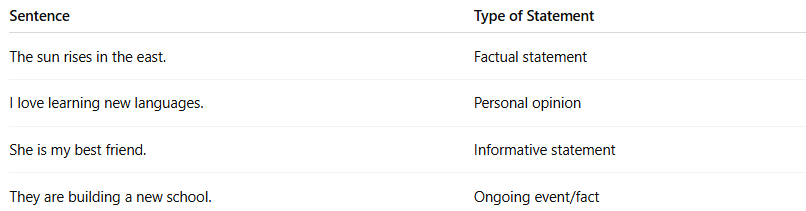 Sentence Type of Statement
The sun rises in the east. Factual statement
I love learning new languages. Personal opinion
She is my best friend. Informative statement
They are building a new school. Ongoing event/fact